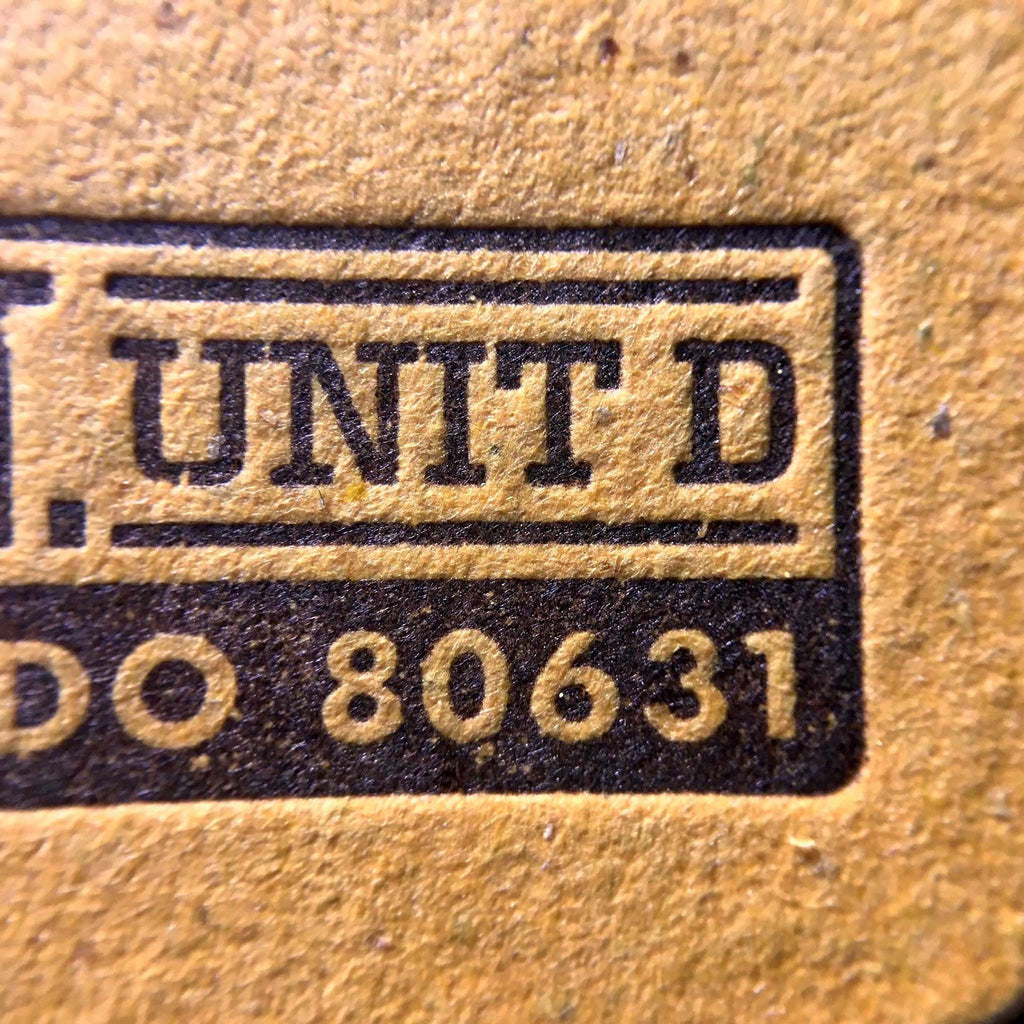 . UNIT D
DO 80631